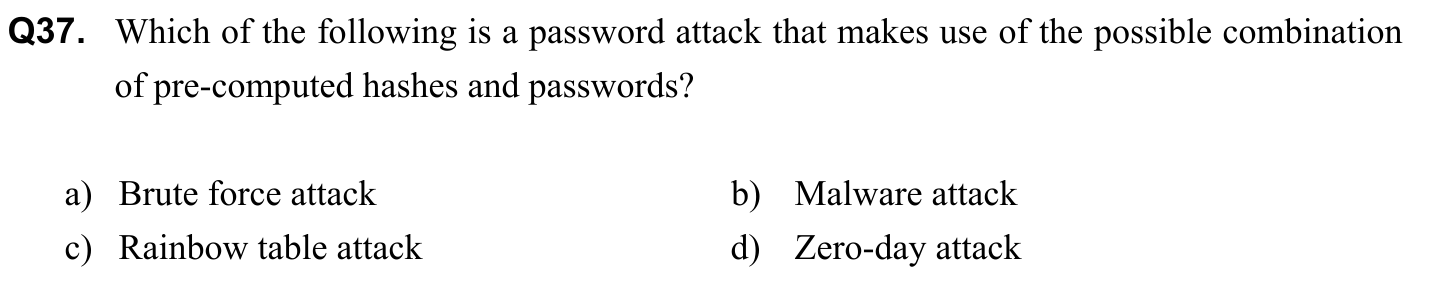 Q37. Which of the following is a password attack that makes use of the possible combination
of pre-computed hashes and passwords?
a) Brute force attack b) Malware attack
c) Rainbow table attack d) Zero-day attack